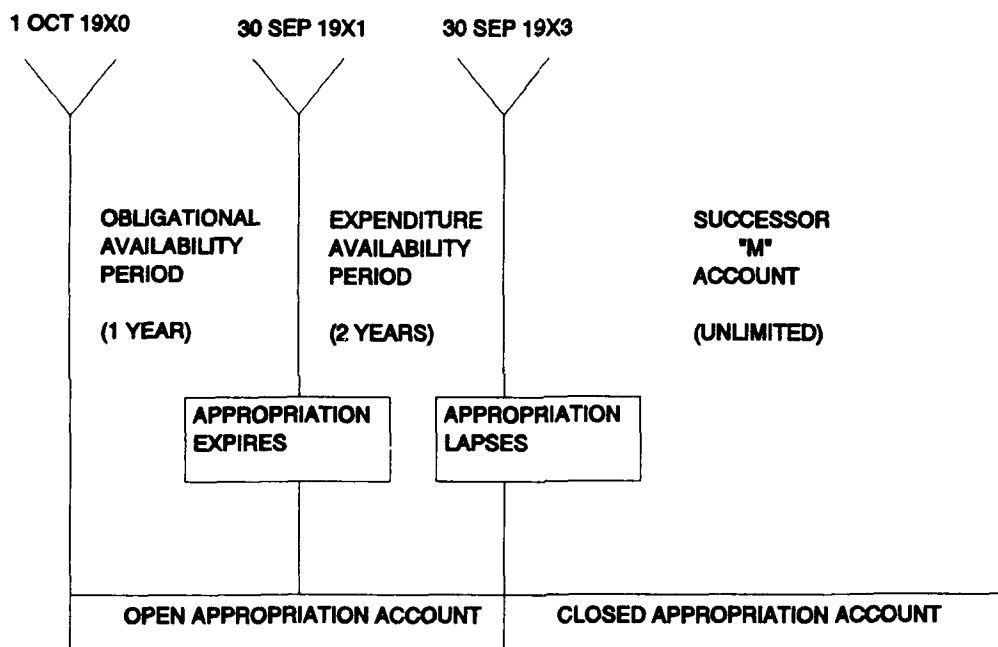 1 OCT 19X0
30 SEP 19X1
30 SEP 19X3
OBLIGATIONAL
AVAILABILITY
PERIOD
(1 YEAR)
EXPENDITURE
AVAILABILITY
PERIOD
(2 YEARS)
SUCCESSOR
"M"
ACCOUNT
(UNLIMITED)
APPROPRIATION
EXPIRES
APPROPRIATION
LAPSES
OPEN APPROPRIATION ACCOUNT
CLOSED APPROPRIATION ACCOUNT